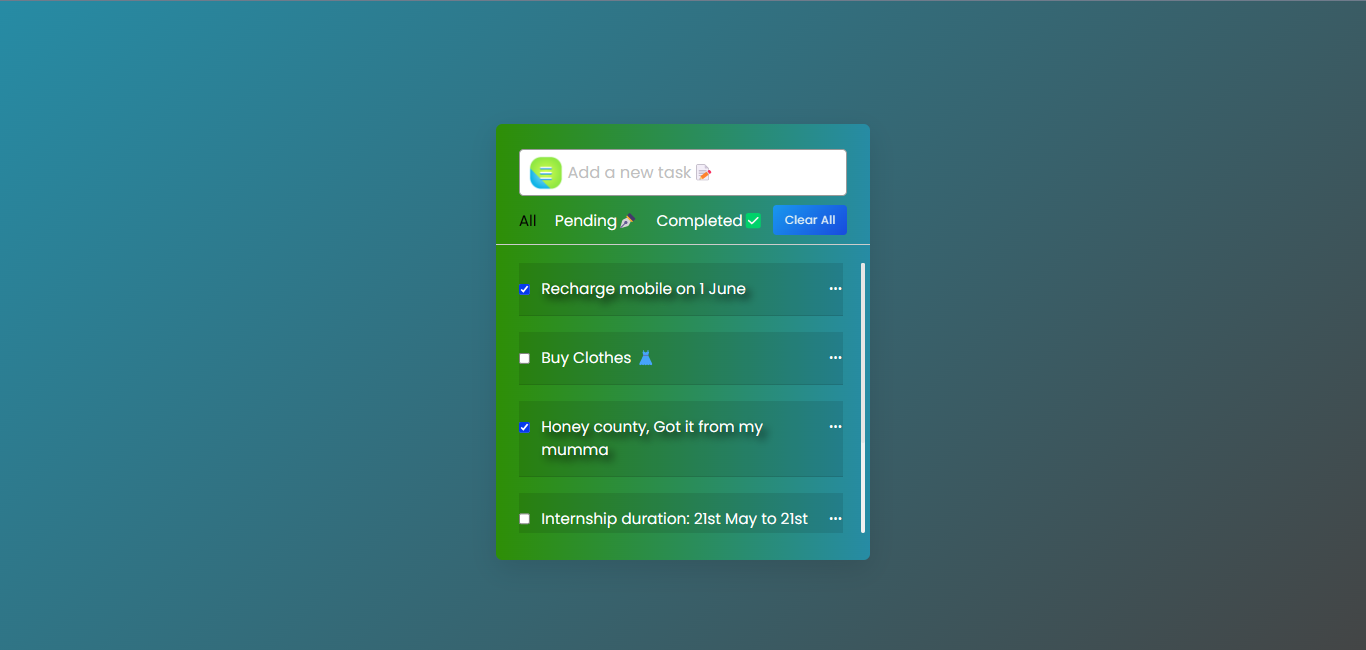 Add a new task📝
All Pending✒️ Completed✅ Clear All
Recharge mobile on 1 June
Buy Clothes 👗
Honey county, Got it from my
mumma
Internship duration: 21st May to 21st